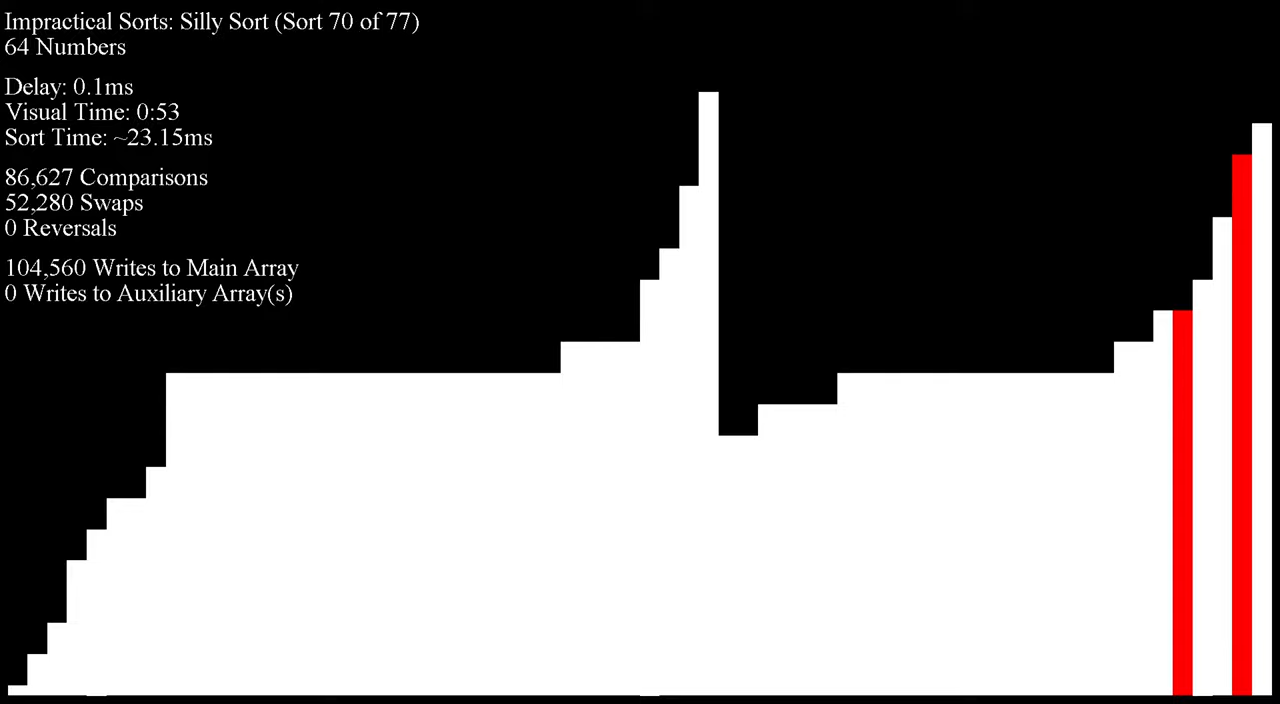 Impractical Sorts: Silly Sort (Sort 70 of 77)
64 Numbers
Delay: 0.1ms
Visual Time: 0:53
Sort Time: ~23.15ms
86,627 Comparisons
52,280 Swaps
0 Reversals
104,560 Writes to Main Array
0 Writes to Auxiliary Array(s)